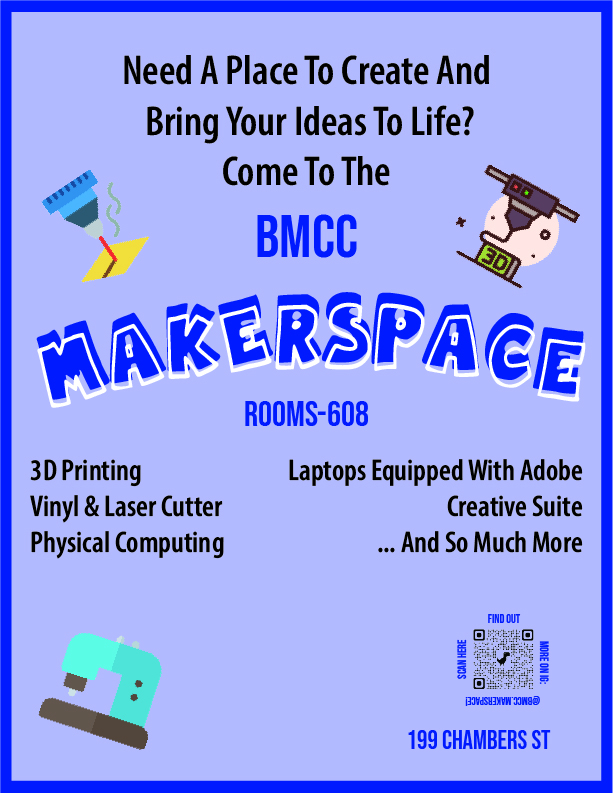 Need A Place To Create And
Bring Your Ideas To Life?
Come To The
BMCC
MAKERSPACE
ROOMS-608
3D Printing
Vinyl & Laser Cutter
Physical Computing
Laptops Equipped With Adobe
Creative Suite
... And So Much More
3D
FIND OUT
MORE ON IG:
@BMCC.MAKERSPACE!
SCAN HERE
199 CHAMBERS ST